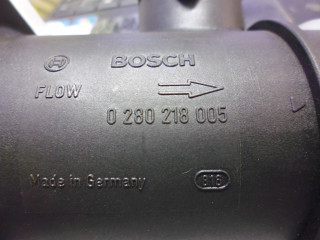 BOSCH
FLOW
0 280 218 005
Made in Germany 816